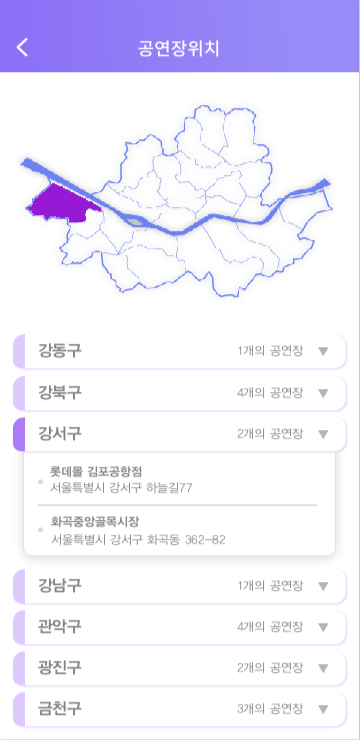 공연장위치
강동구 1개의 공연장 ▼
강북구 4개의 공연장 ▼
강서구 2개의 공연장 ▼
롯데몰 김포공항점
서울특별시 강서구 하늘길77
화곡중앙골목시장
서울특별시 강서구 화곡동 362-82
강남구 1개의 공연장 ▼
관악구 4개의 공연장 ▼
광진구 2개의 공연장 ▼
금천구 3개의 공연장 ▼